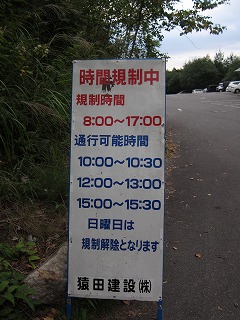 時間規制中
規制時間
8:00～17:00
通行可能時間
10:00～10:30
12:00～13:00
15:00～15:30
日曜日は
規制解除となります
猿田建設(株)